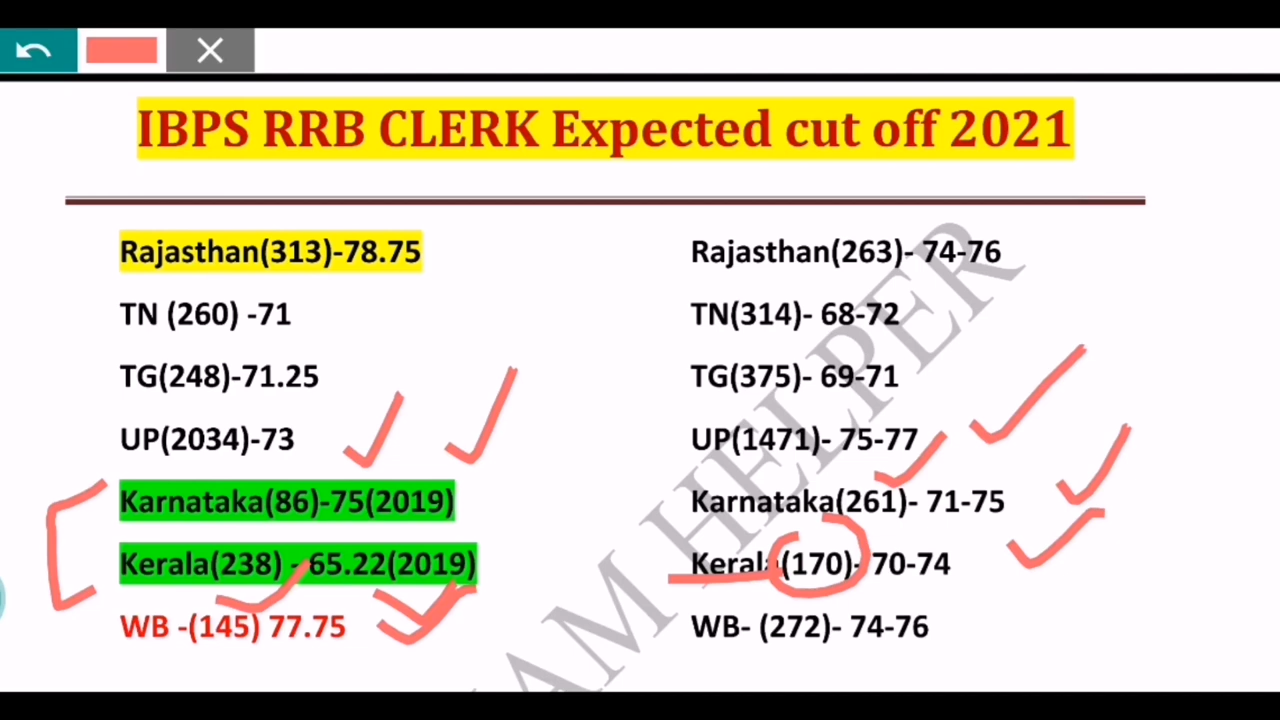 IBPS RRB CLERK Expected cut off 2021
Rajasthan(313)-78.75
TN (260) -71
TG(248)-71.25
UP(2034)-73
Karnataka(86)-75(2019)
Kerala(238) - 65.22(2019)
WB -(145) 77.75
Rajasthan(263)- 74-76
TN(314)- 68-72
TG(375)- 69-71
UP(1471)- 75-77
Karnataka(261)- 71-75
Kerala(170)- 70-74
WB- (272)- 74-76
AM HELPER